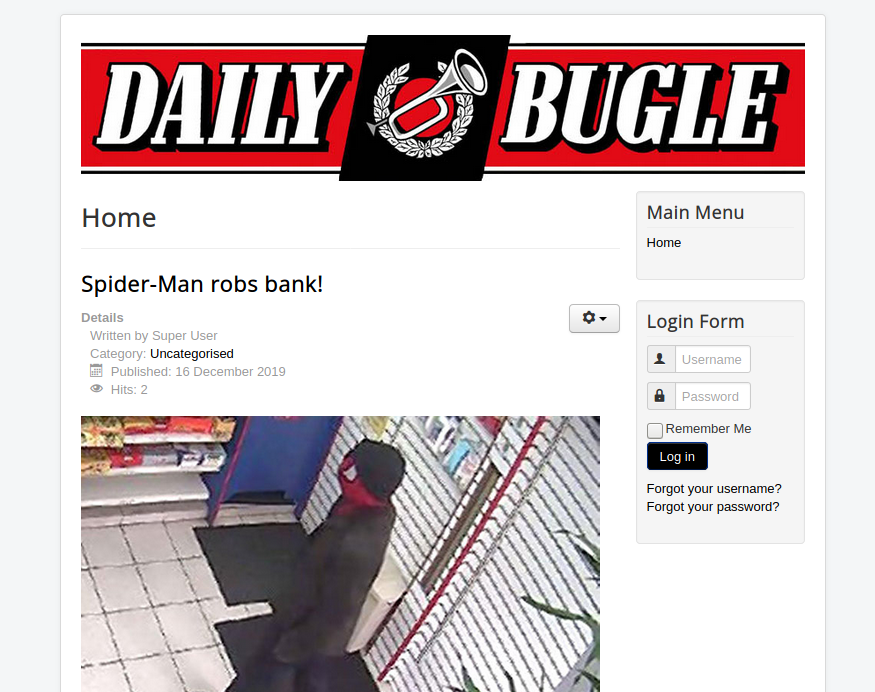 DAILY BUGLE
Home
Spider-Man robs bank!
Details
Written by Super User
Category: Uncategorised
Published: 16 December 2019
Hits: 2
Main Menu
Home
Login Form
Username
Password
Remember Me
Log in
Forgot your username?
Forgot your password?